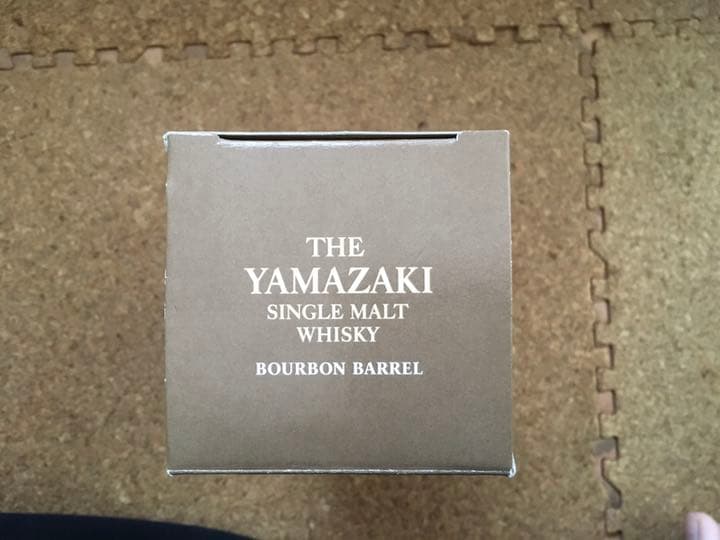 THE
YAMAZAKI
SINGLE MALT
WHISKY
BOURBON BARREL